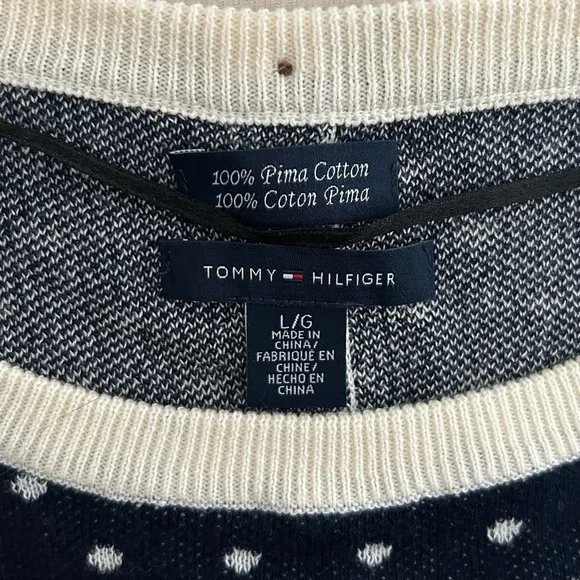 100% Pima Cotton
100% Coton Pima
TOMMY HILFIGER
L/G
MADE IN
CHINA/
FABRIQUÉ EN
CHINE/
HECHO EN
CHINA